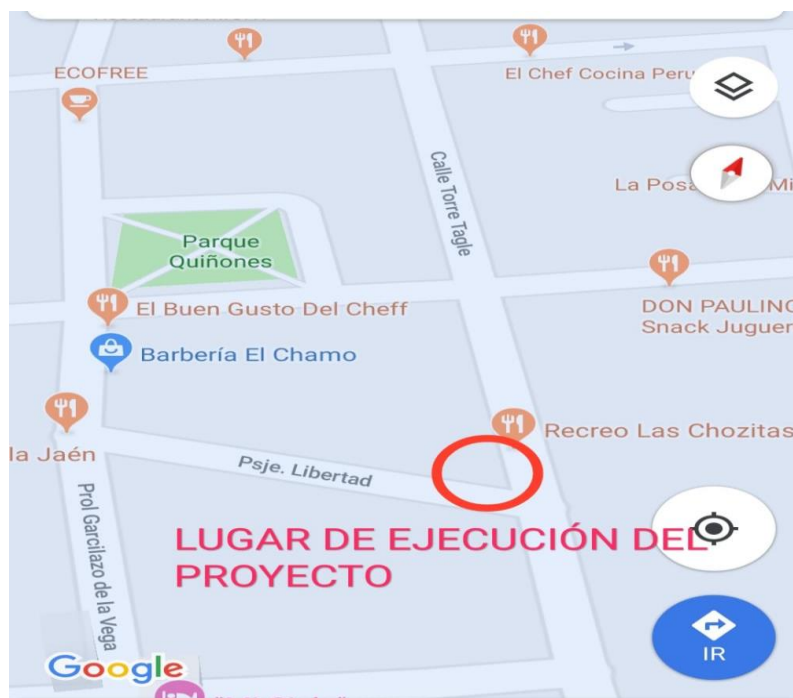 ECOFREE
El Chef Cocina Peru
Calle Torre Tagle
La Posa
Mi
Parque
Quiñones
El Buen Gusto Del Cheff
DON PAULINO
Snack Juguer
Barbería El Chamo
Recreo Las Chozitas
la Jaén
Psje. Libertad
Prol Garcilazo de la Vega
LUGAR DE EJECUCIÓN DEL
PROYECTO
IR
Google